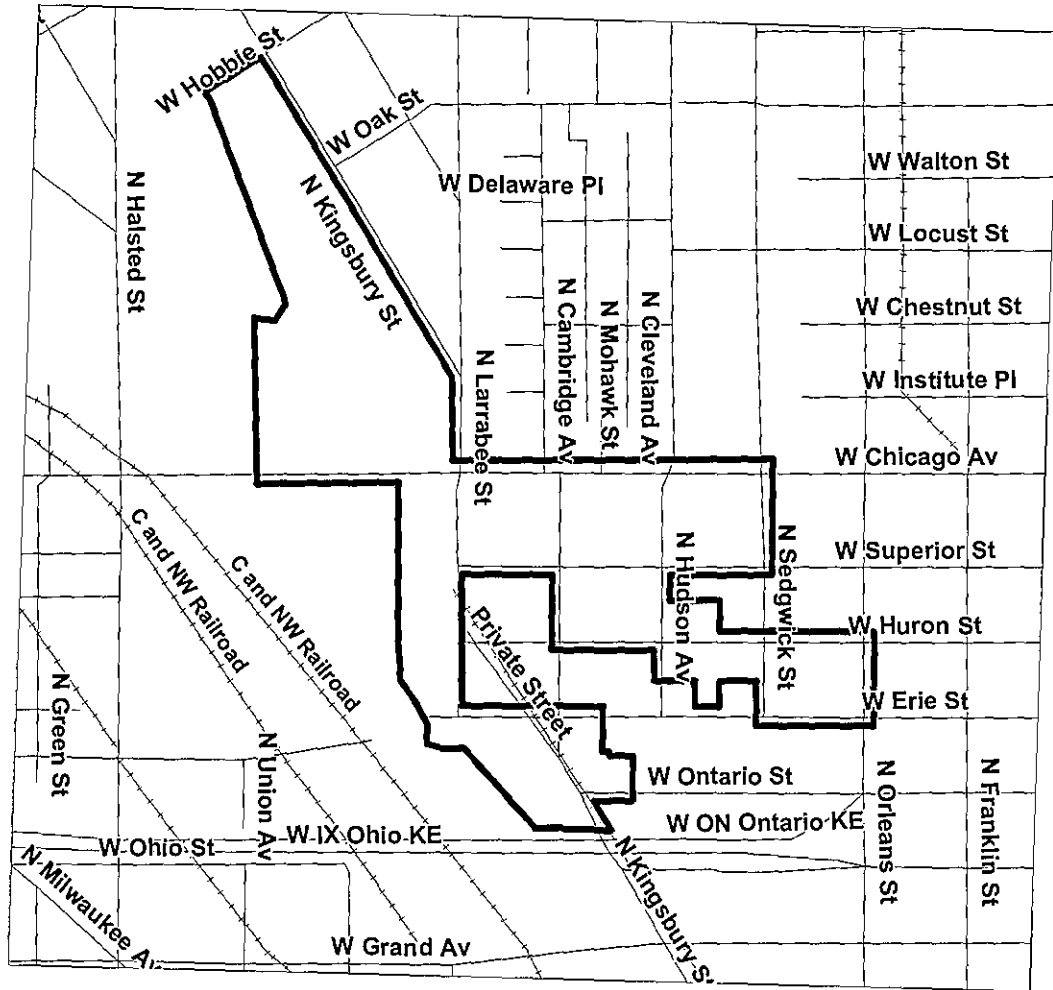 W Hobbie St
W Oak St
W Walton St
W Delaware Pl
N Halsted St
N Kingsbury St
W Locust St
N Cambridge Av
N Mohawk St.
N Cleveland Av
W Chestnut St
N Larrabee St
W Institute Pl
W Chicago Av
C and NW Railroad
C and NW Railroad
N Hudson Av
N Sedgwick St
W Superior St
Private Street
W Huron St
N Green St
W Erie St
N Union Av
W Ontario St
N Orleans St
N Franklin St
W ON Ontario KE
W IX Ohio KE
W Ohio St
N Milwaukee Av
N Kingsbury S
W Grand Av